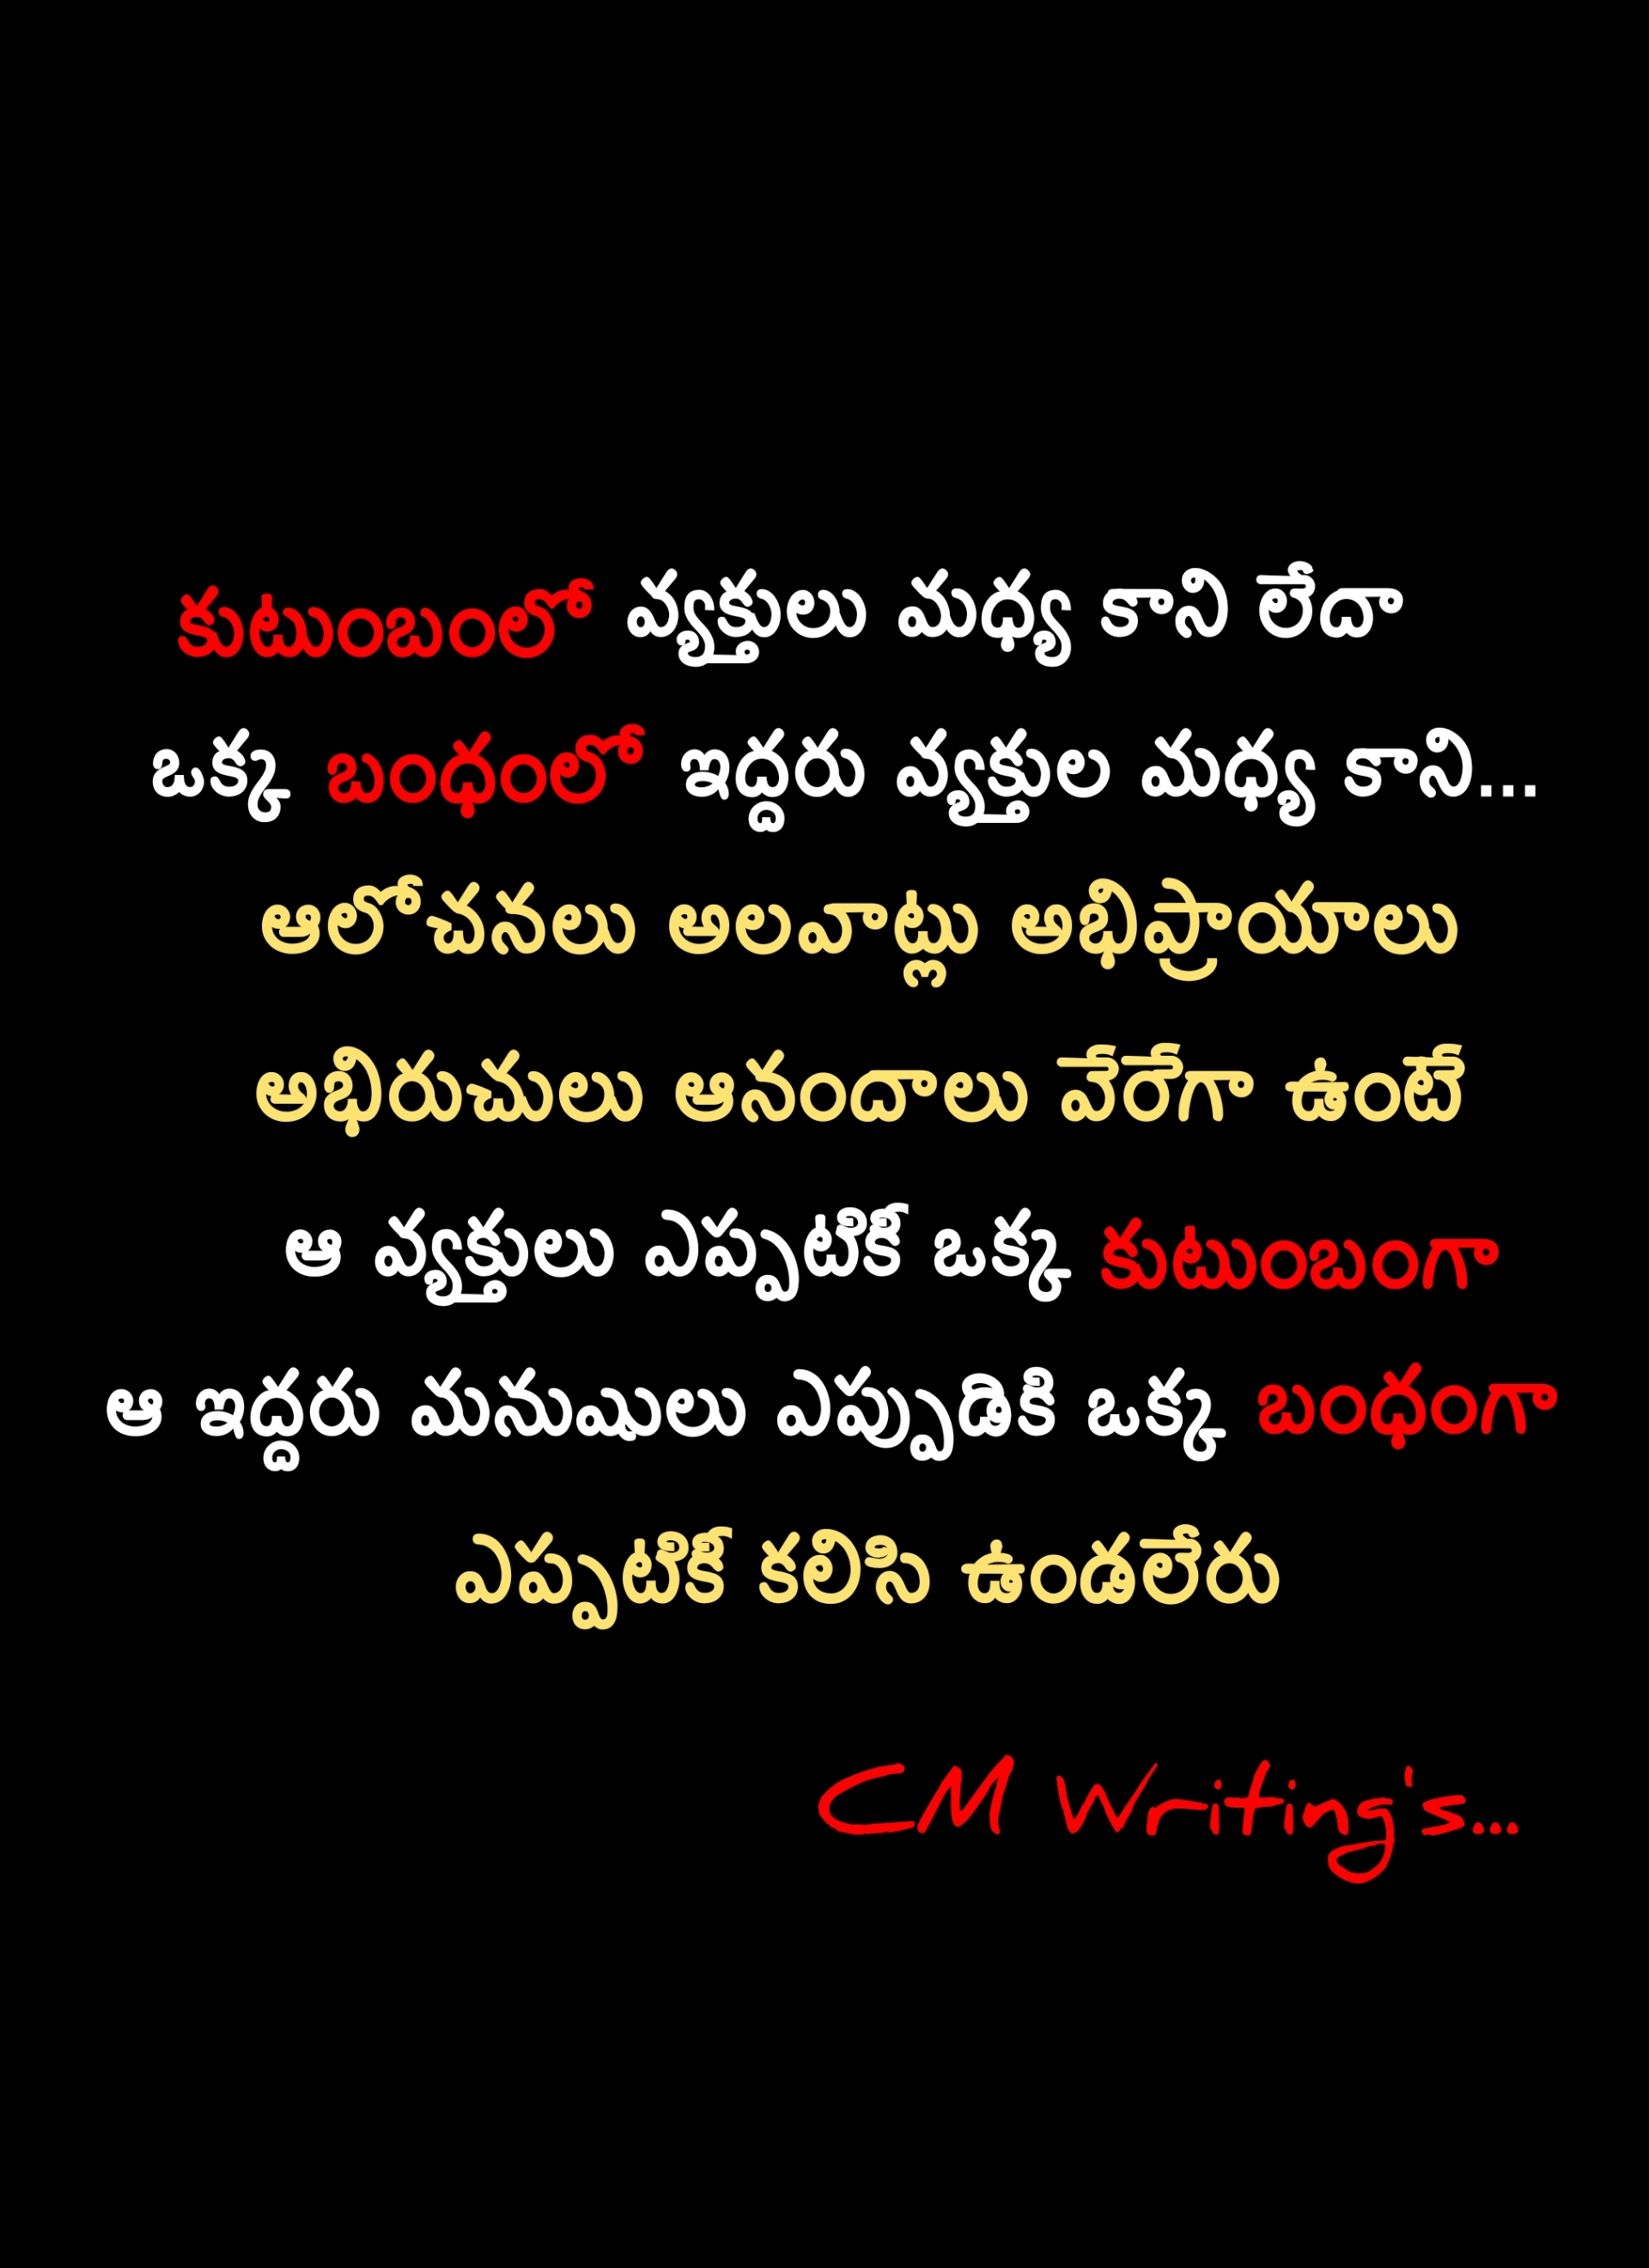 కుటుంబంలో వ్యక్తులు మధ్య కాని లేదా
ఒక్క బంధంలో ఇద్దరు వ్యక్తుల మధ్య కాని...
ఆలోచనలు అలవాట్లు అభిప్రాయాలు
అభిరుచులు ఆనందాలు వేరేగా ఉంటే
ఆ వ్యక్తులు ఎప్పటికీ ఒక్క కుటుంబంగా
ఆ ఇద్దరు మనుషులు ఎప్పుడికి ఒక్క బంధంగా
ఎప్పటికీ కలిసి ఉండలేరు
CM Writing's...